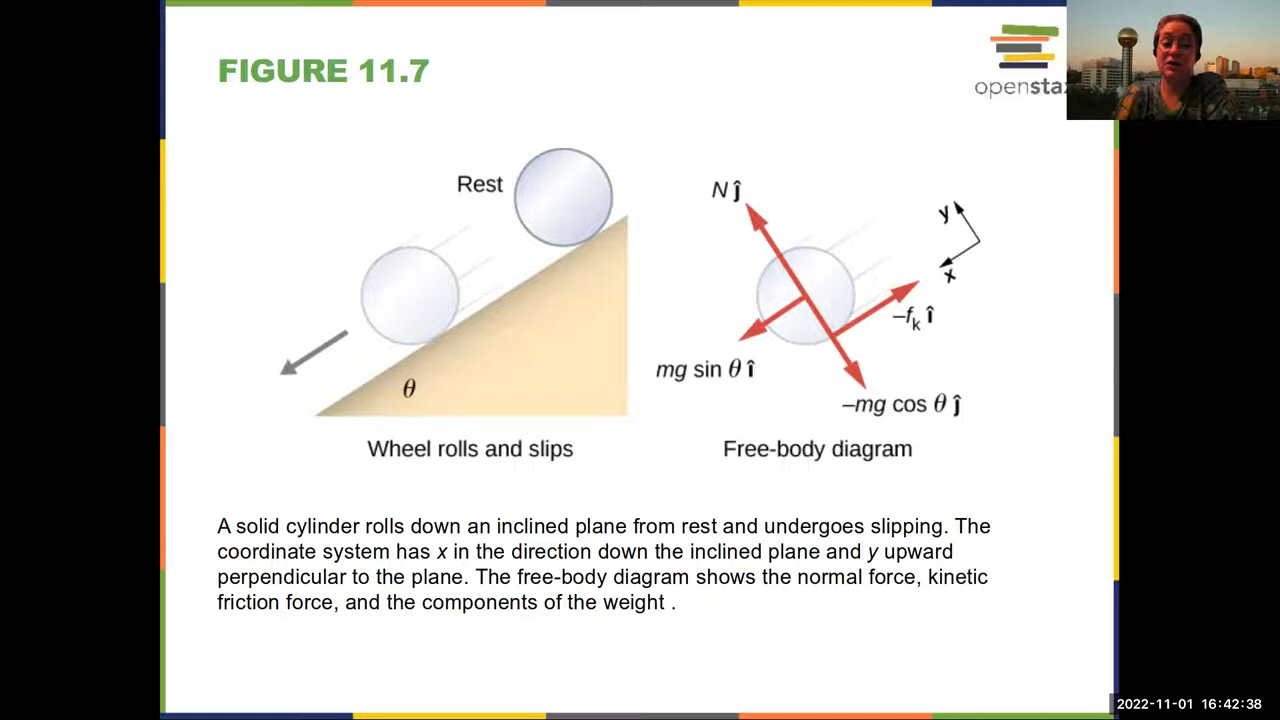 FIGURE 11.7
openstax
Rest
θ
Wheel rolls and slips
N ĵ
y
x
–fk î
mg sin θ î
–mg cos θ ĵ
Free-body diagram
A solid cylinder rolls down an inclined plane from rest and undergoes slipping. The
coordinate system has x in the direction down the inclined plane and y upward
perpendicular to the plane. The free-body diagram shows the normal force, kinetic
friction force, and the components of the weight .
2022-11-01 16:42:38